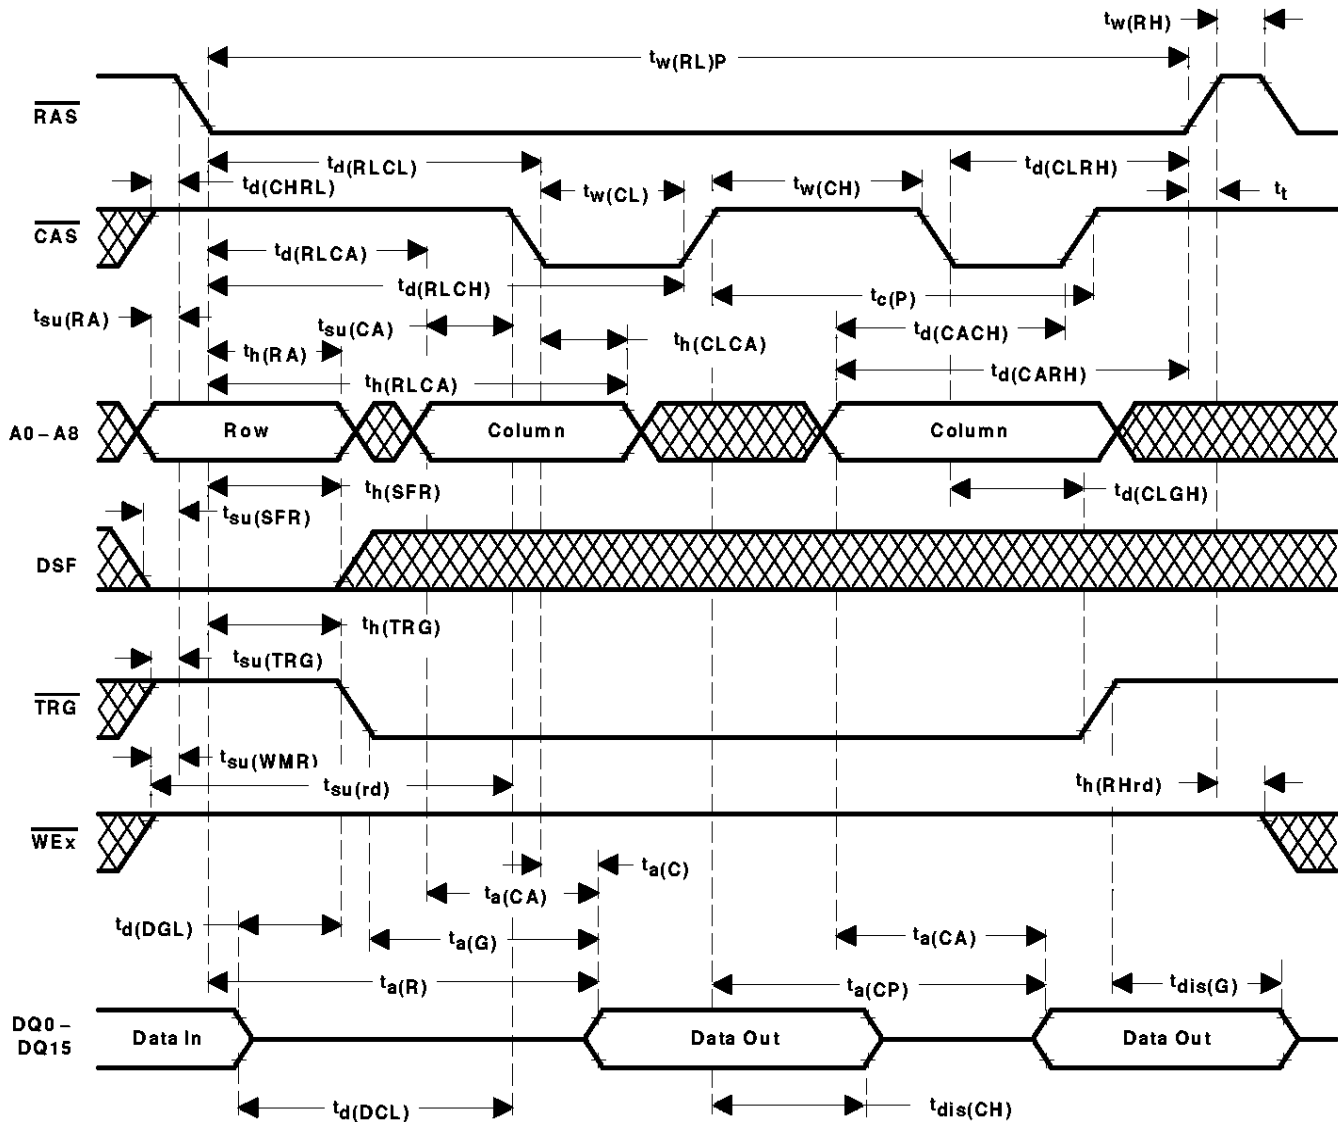 tw(RH)
tw(RL)P
RAS
td(RLCL)
td(CLRH)
td(CHRL)
tw(CL)
tw(CH)
tt
CAS
td(RLCA)
td(RLCH)
tc(P)
tsu(RA)
tsu(CA)
td(CACH)
th(RA)
th(CLCA)
td(CARH)
th(RLCA)
A0–A8
Row
Column
Column
th(SFR)
td(CLGH)
tsu(SFR)
DSF
th(TRG)
tsu(TRG)
TRG
tsu(WMR)
tsu(rd)
th(RHrd)
WEx
ta(C)
ta(CA)
td(DGL)
ta(G)
ta(CA)
ta(R)
ta(CP)
tdis(G)
DQ0–
DQ15
Data In
Data Out
Data Out
td(DCL)
tdis(CH)